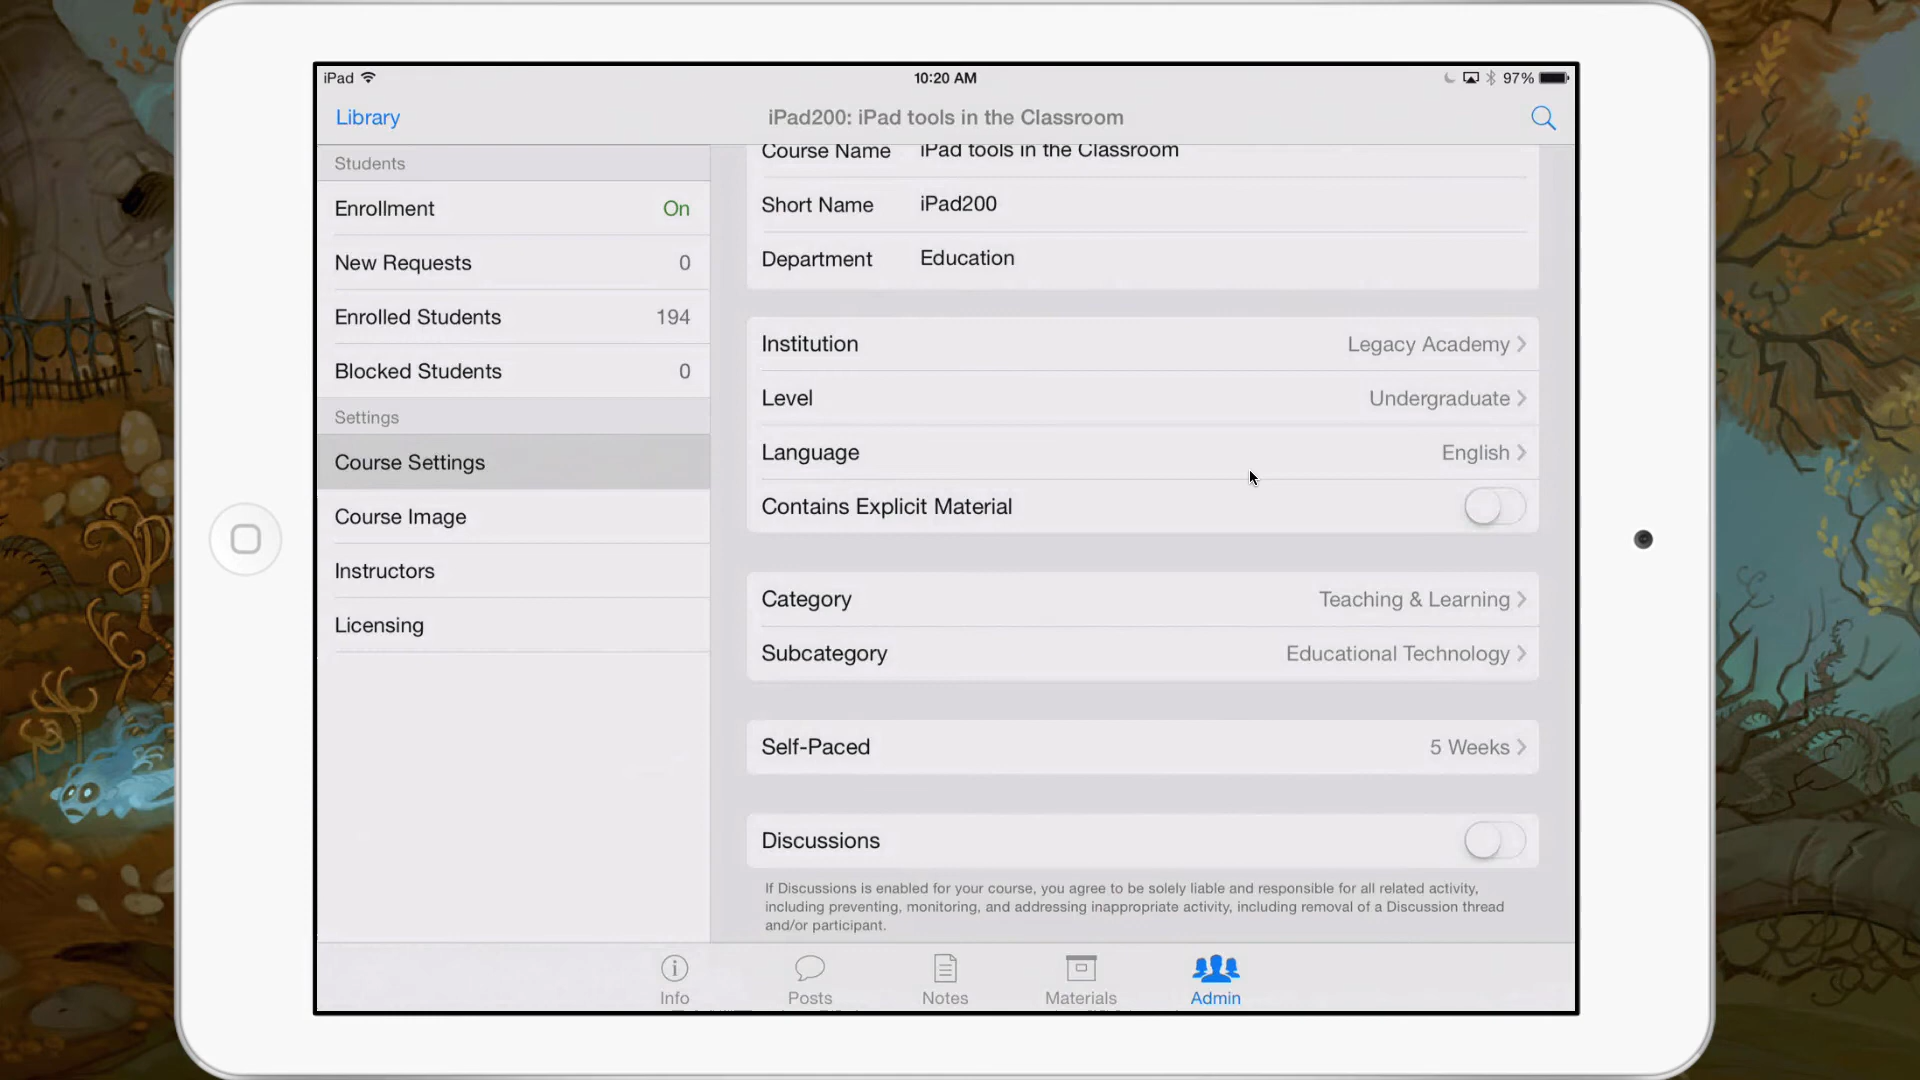 iPad
10:20 AM
97%
Library
iPad200: iPad tools in the Classroom
Students
Enrollment On
New Requests 0
Enrolled Students 194
Blocked Students 0
Settings
Course Settings
Course Image
Instructors
Licensing
Course Name iPad tools in the Classroom
Short Name iPad200
Department Education
Institution Legacy Academy
Level Undergraduate
Language English
Contains Explicit Material
Category Teaching & Learning
Subcategory Educational Technology
Self-Paced 5 Weeks
Discussions
If Discussions is enabled for your course, you agree to be solely liable and responsible for all related activity,
including preventing, monitoring, and addressing inappropriate activity, including removal of a Discussion thread
and/or participant.
Info
Posts
Notes
Materials
Admin